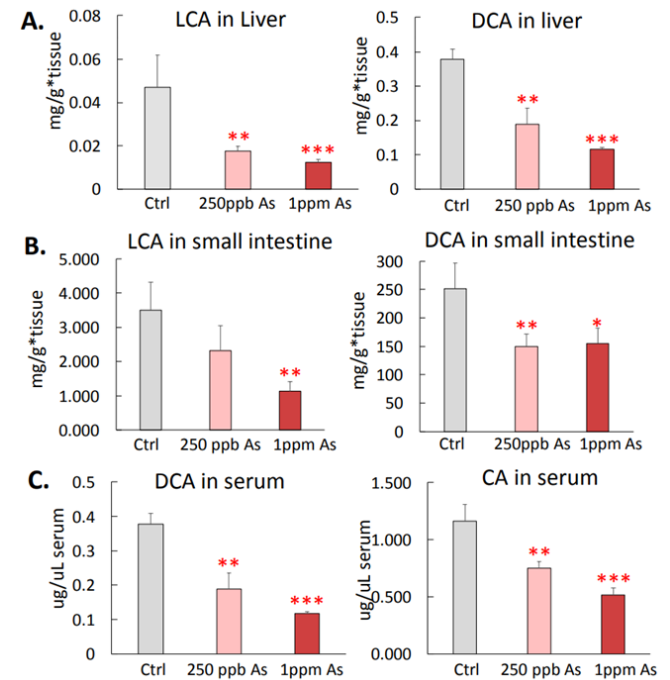 A.
LCA in Liver
mg/g*tissue
0.08
0.06
0.04
0.02
0
**
***
Ctrl 250ppb As 1ppm As
DCA in liver
mg/g*tissue
0.5
0.4
0.3
0.2
0.1
0
**
***
Ctrl 250ppb As 1ppm As
B.
LCA in small intestine
mg/g*tissue
5.000
4.000
3.000
2.000
1.000
0.000
**
Ctrl 250 ppb As 1ppm As
DCA in small intestine
mg/g*tissue
300
250
200
150
100
50
0
**
*
Ctrl 250ppb As 1ppm As
C.
DCA in serum
ug/uL serum
0.5
0.4
0.3
0.2
0.1
0
**
***
Ctrl 250 ppb As 1ppm As
CA in serum
ug/uL serum
1.500
1.000
0.500
0.000
**
***
Ctrl 250 ppb As 1ppm As